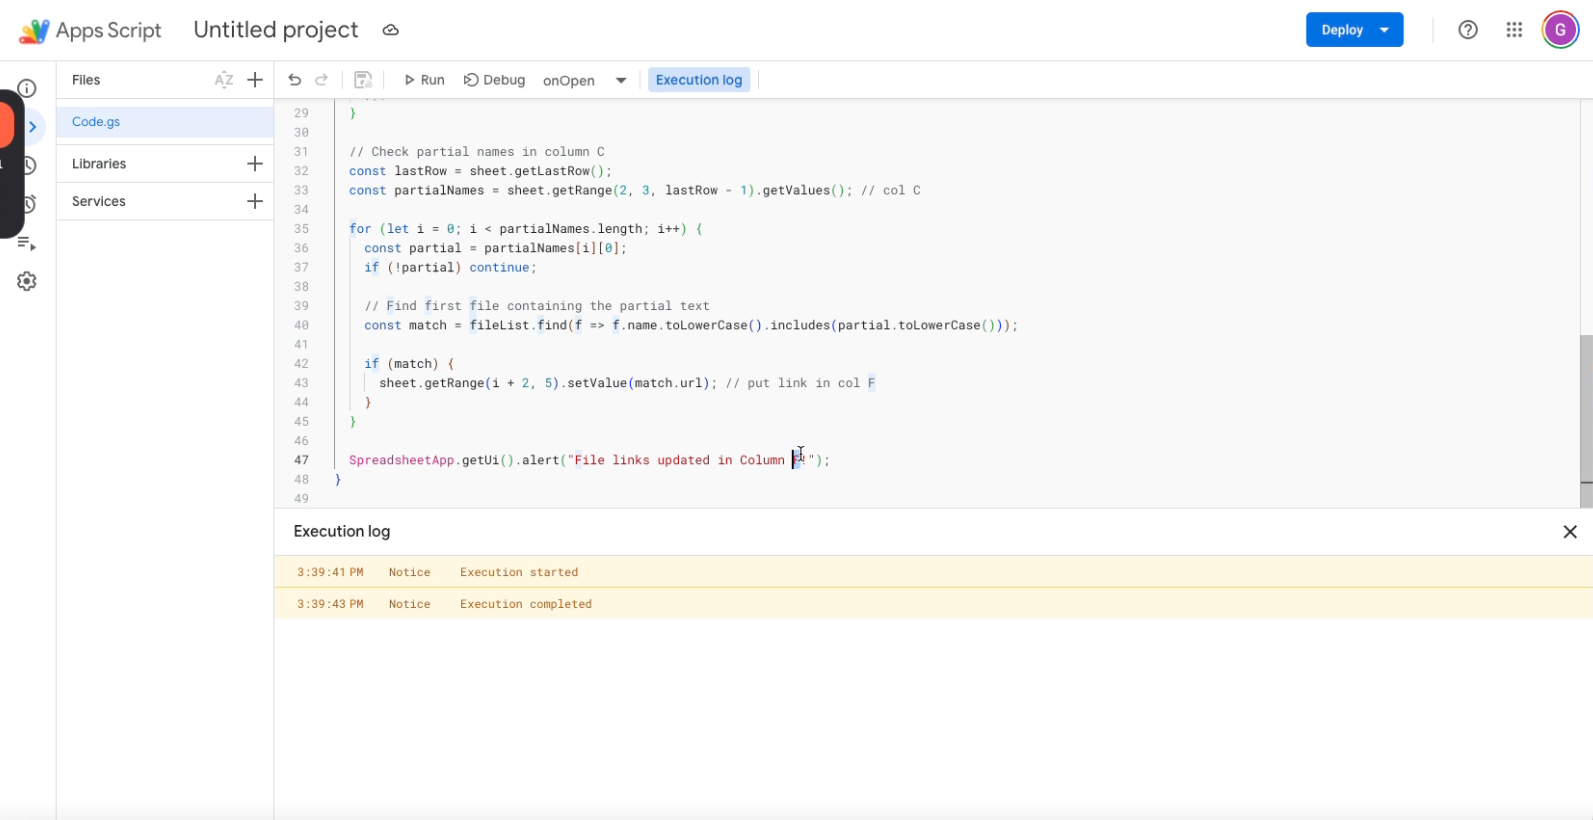 Apps Script
Untitled project
Deploy
G
Files
AZ
Run
Debug
onOpen
Execution log
Code.gs
Libraries
Services
29 }
30
31 // Check partial names in column C
32 const lastRow = sheet.getLastRow();
33 const partialNames = sheet.getRange(2, 3, lastRow - 1).getValues(); // col C
34
35 for (let i = 0; i < partialNames.length; i++) {
36 const partial = partialNames[i][0];
37 if (!partial) continue;
38
39 // Find first file containing the partial text
40 const match = fileList.find(f => f.name.toLowerCase().includes(partial.toLowerCase()));
41
42 if (match) {
43 sheet.getRange(i + 2, 5).setValue(match.url); // put link in col F
44 }
45 }
46
47 SpreadsheetApp.getUi().alert("File links updated in Column F!");
48 }
49
Execution log
3:39:41 PM Notice Execution started
3:39:43 PM Notice Execution completed